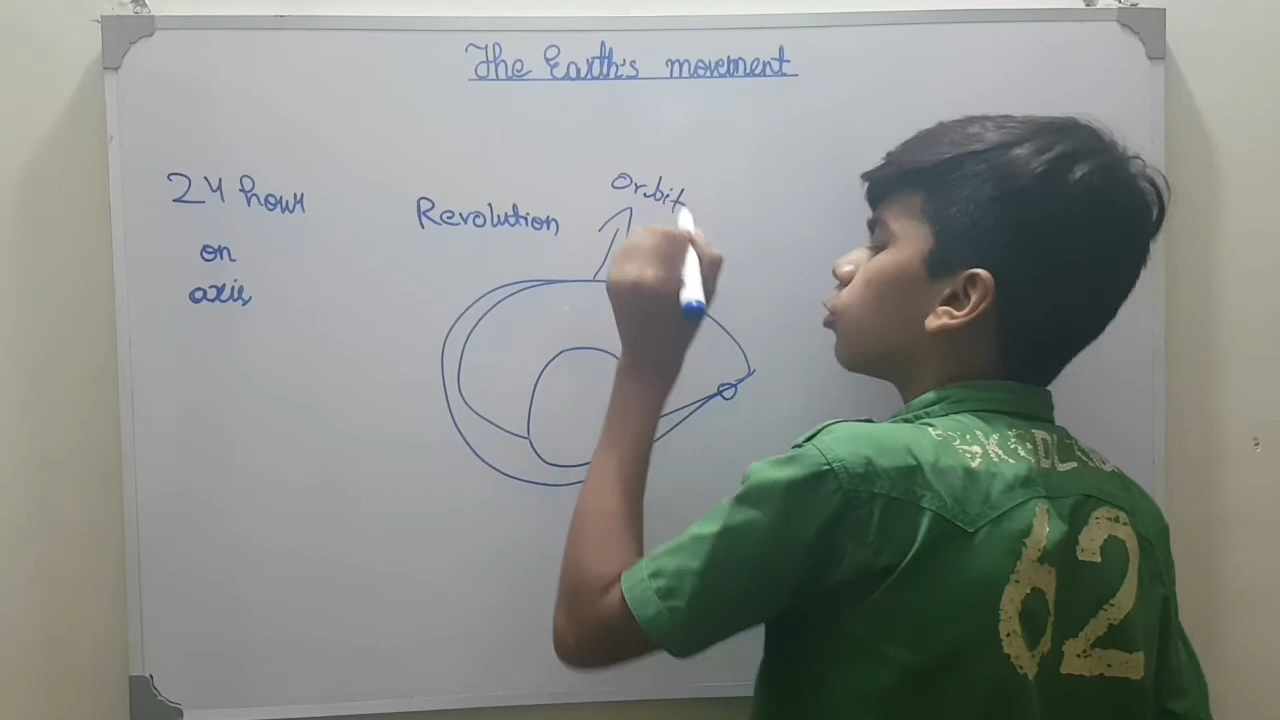 The Earth's movement
24 hour
on
axis
Revolution
Orbit
62